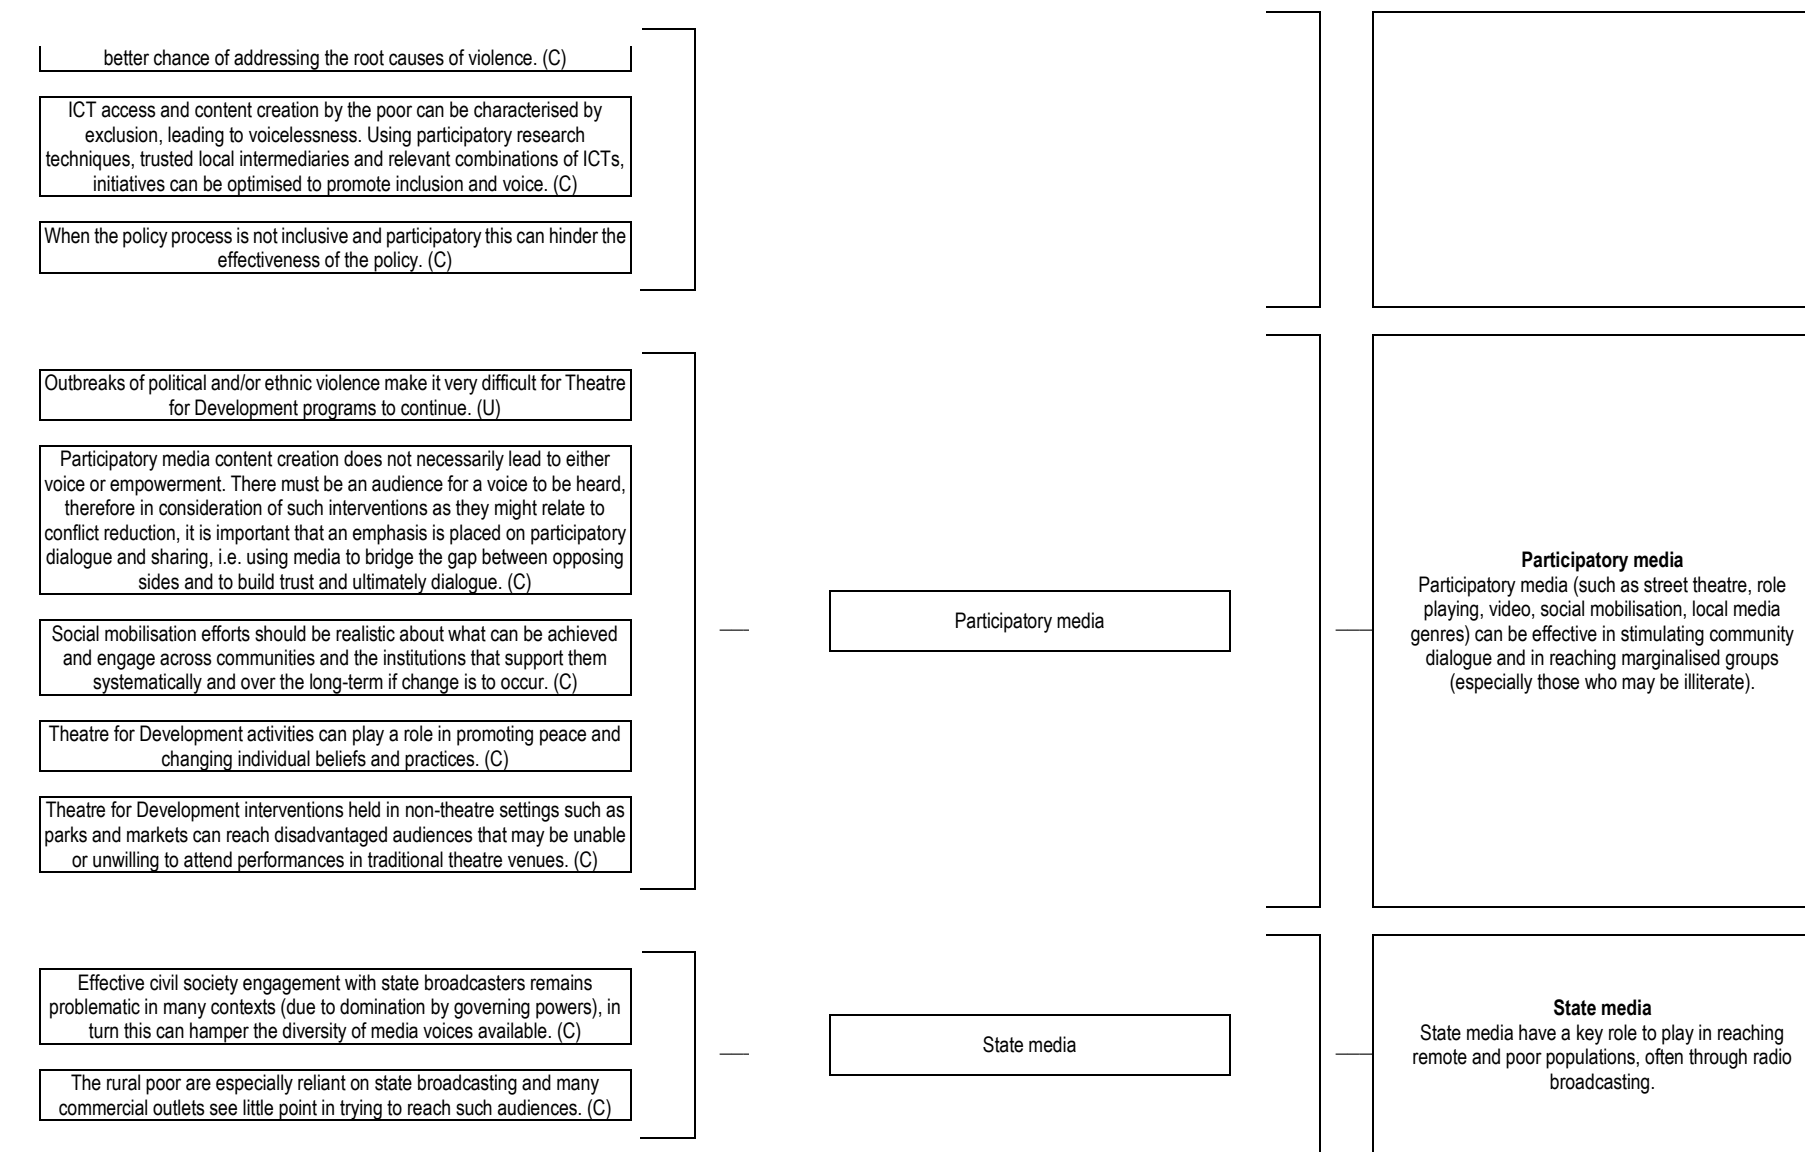 better chance of addressing the root causes of violence. (C)
ICT access and content creation by the poor can be characterised by
exclusion, leading to voicelessness. Using participatory research
techniques, trusted local intermediaries and relevant combinations of ICTs,
initiatives can be optimised to promote inclusion and voice. (C)
When the policy process is not inclusive and participatory this can hinder the
effectiveness of the policy. (C)
Outbreaks of political and/or ethnic violence make it very difficult for Theatre
for Development programs to continue. (U)
Participatory media content creation does not necessarily lead to either
voice or empowerment. There must be an audience for a voice to be heard,
therefore in consideration of such interventions as they might relate to
conflict reduction, it is important that an emphasis is placed on participatory
dialogue and sharing, i.e. using media to bridge the gap between opposing
sides and to build trust and ultimately dialogue. (C)
Social mobilisation efforts should be realistic about what can be achieved
and engage across communities and the institutions that support them
systematically and over the long-term if change is to occur. (C)
Theatre for Development activities can play a role in promoting peace and
changing individual beliefs and practices. (C)
Theatre for Development interventions held in non-theatre settings such as
parks and markets can reach disadvantaged audiences that may be unable
or unwilling to attend performances in traditional theatre venues. (C)
Participatory media
Participatory media
Participatory media (such as street theatre, role
playing, video, social mobilisation, local media
genres) can be effective in stimulating community
dialogue and in reaching marginalised groups
(especially those who may be illiterate).
Effective civil society engagement with state broadcasters remains
problematic in many contexts (due to domination by governing powers), in
turn this can hamper the diversity of media voices available. (C)
The rural poor are especially reliant on state broadcasting and many
commercial outlets see little point in trying to reach such audiences. (C)
State media
State media
State media have a key role to play in reaching
remote and poor populations, often through radio
broadcasting.